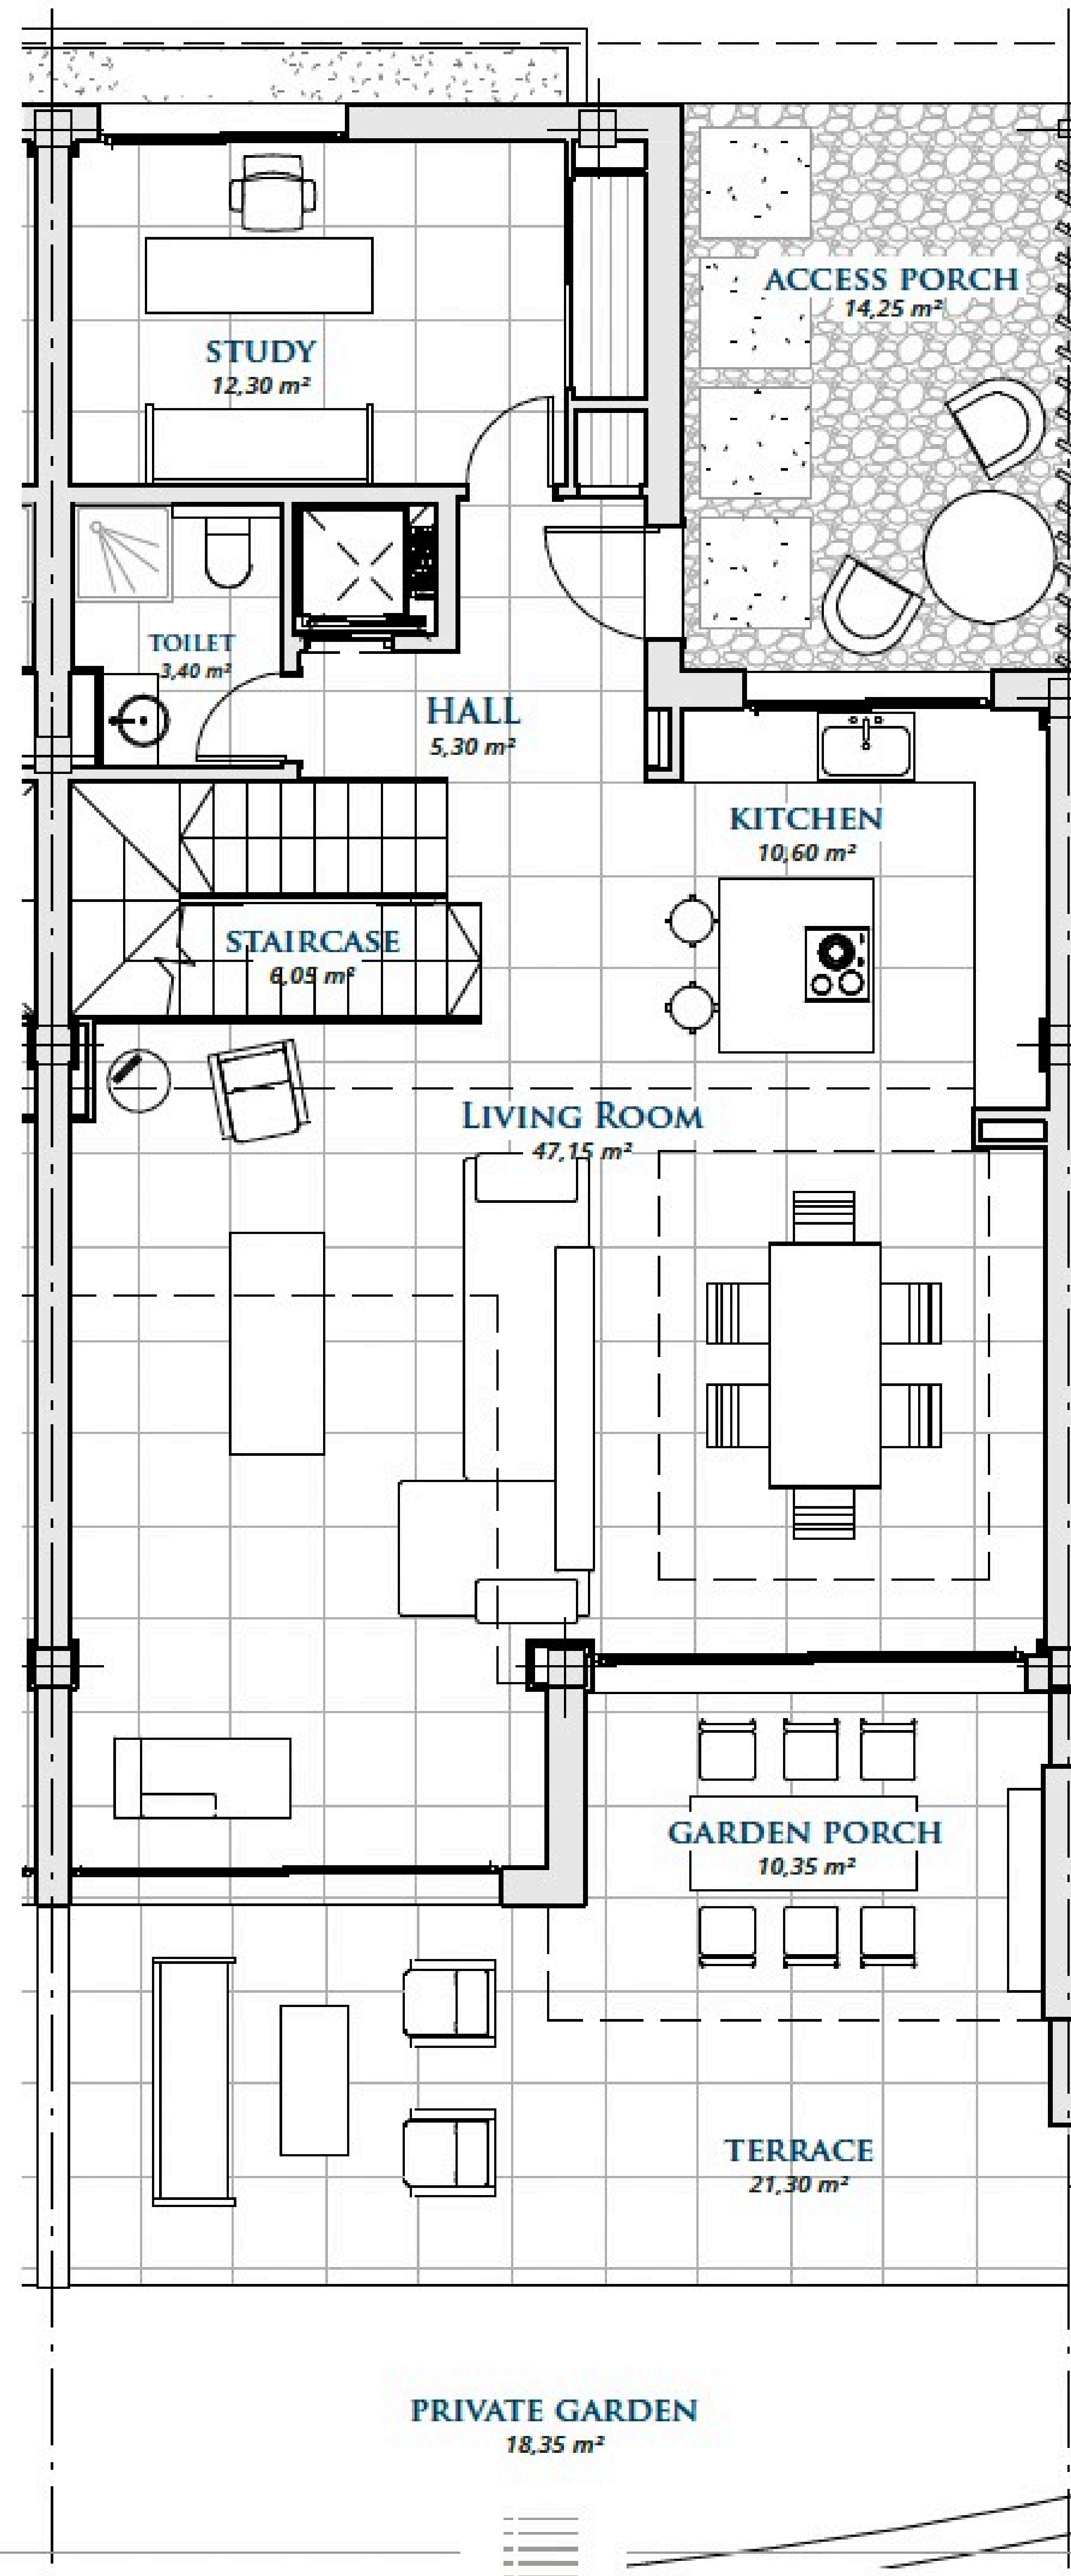 ACCESS PORCH
14,25 m²
STUDY
12,30 m²
TOILET
3,40 m²
HALL
5,30 m²
KITCHEN
10,60 m²
STAIRCASE
6,05 m²
LIVING ROOM
47,15 m²
GARDEN PORCH
10,35 m²
TERRACE
21,30 m²
PRIVATE GARDEN
18,35 m²